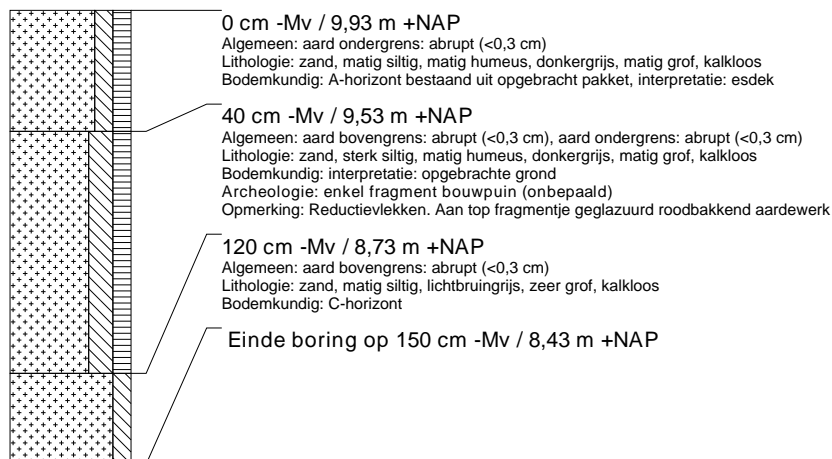 0 cm -Mv / 9,93 m +NAP
Algemeen: aard ondergrens: abrupt (<0,3 cm)
Lithologie: zand, matig siltig, matig humeus, donkergrijs, matig grof, kalkloos
Bodemkundig: A-horizont bestaand uit opgebracht pakket, interpretatie: esdek
40 cm -Mv / 9,53 m +NAP
Algemeen: aard bovengrens: abrupt (<0,3 cm), aard ondergrens: abrupt (<0,3 cm)
Lithologie: zand, sterk siltig, matig humeus, donkergrijs, matig grof, kalkloos
Bodemkundig: interpretatie: opgebrachte grond
Archeologie: enkel fragment bouwpuin (onbepaald)
Opmerking: Reductievlekken. Aan top fragmentje geglazuurd roodbakkend aardewerk
120 cm -Mv / 8,73 m +NAP
Algemeen: aard bovengrens: abrupt (<0,3 cm)
Lithologie: zand, matig siltig, lichtbruingrijs, zeer grof, kalkloos
Bodemkundig: C-horizont
Einde boring op 150 cm -Mv / 8,43 m +NAP